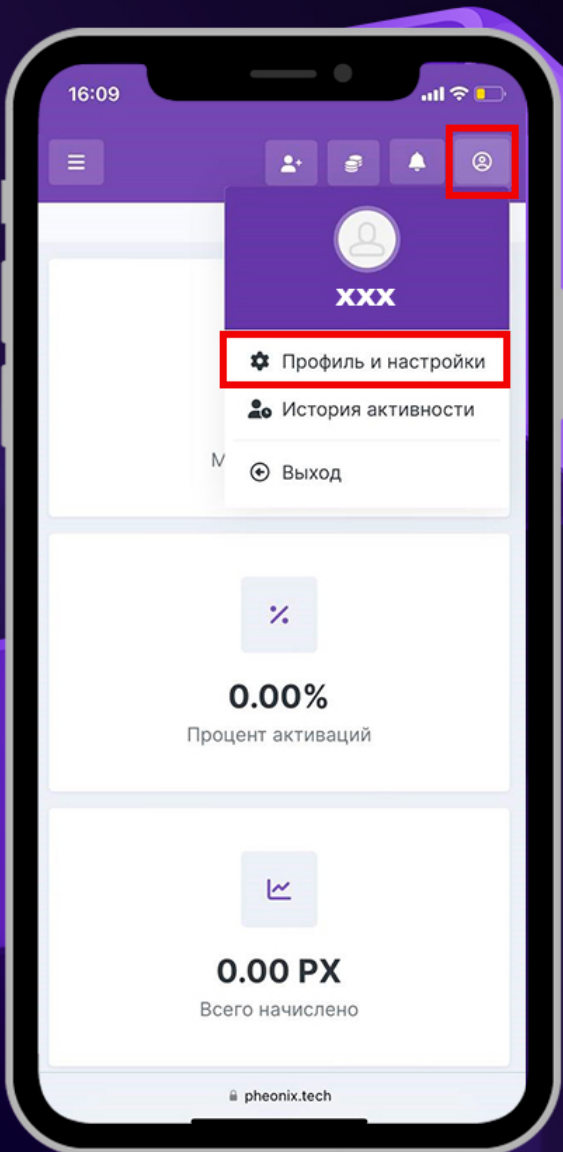 16:09
xxx
Профиль и настройки
История активности
Выход
0.00%
Процент активаций
0.00 PX
Всего начислено
pheonix.tech